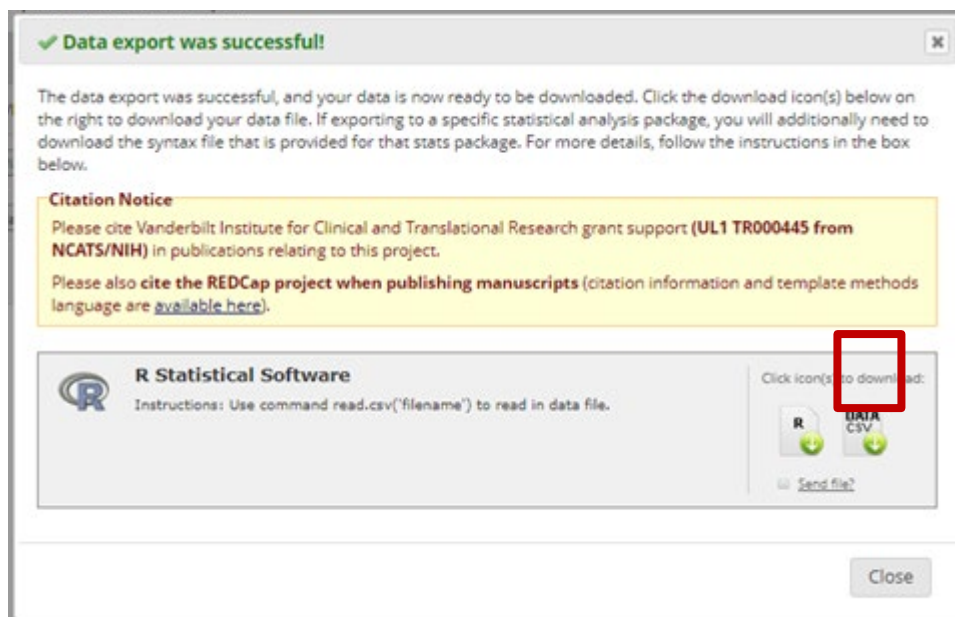 Data export was successful!
The data export was successful, and your data is now ready to be downloaded. Click the download icon(s) below on
the right to download your data file. If exporting to a specific statistical analysis package, you will additionally need to
download the syntax file that is provided for that stats package. For more details, follow the instructions in the box
below.
Citation Notice
Please cite Vanderbilt Institute for Clinical and Translational Research grant support (UL1 TR000445 from
NCATS/NIH) in publications relating to this project.
Please also cite the REDCap project when publishing manuscripts (citation information and template methods
language are available here).
R
R Statistical Software
Instructions: Use command read.csv('filename') to read in data file.
Click icon(s) to download:
R
DATA
CSV
Send file?
Close